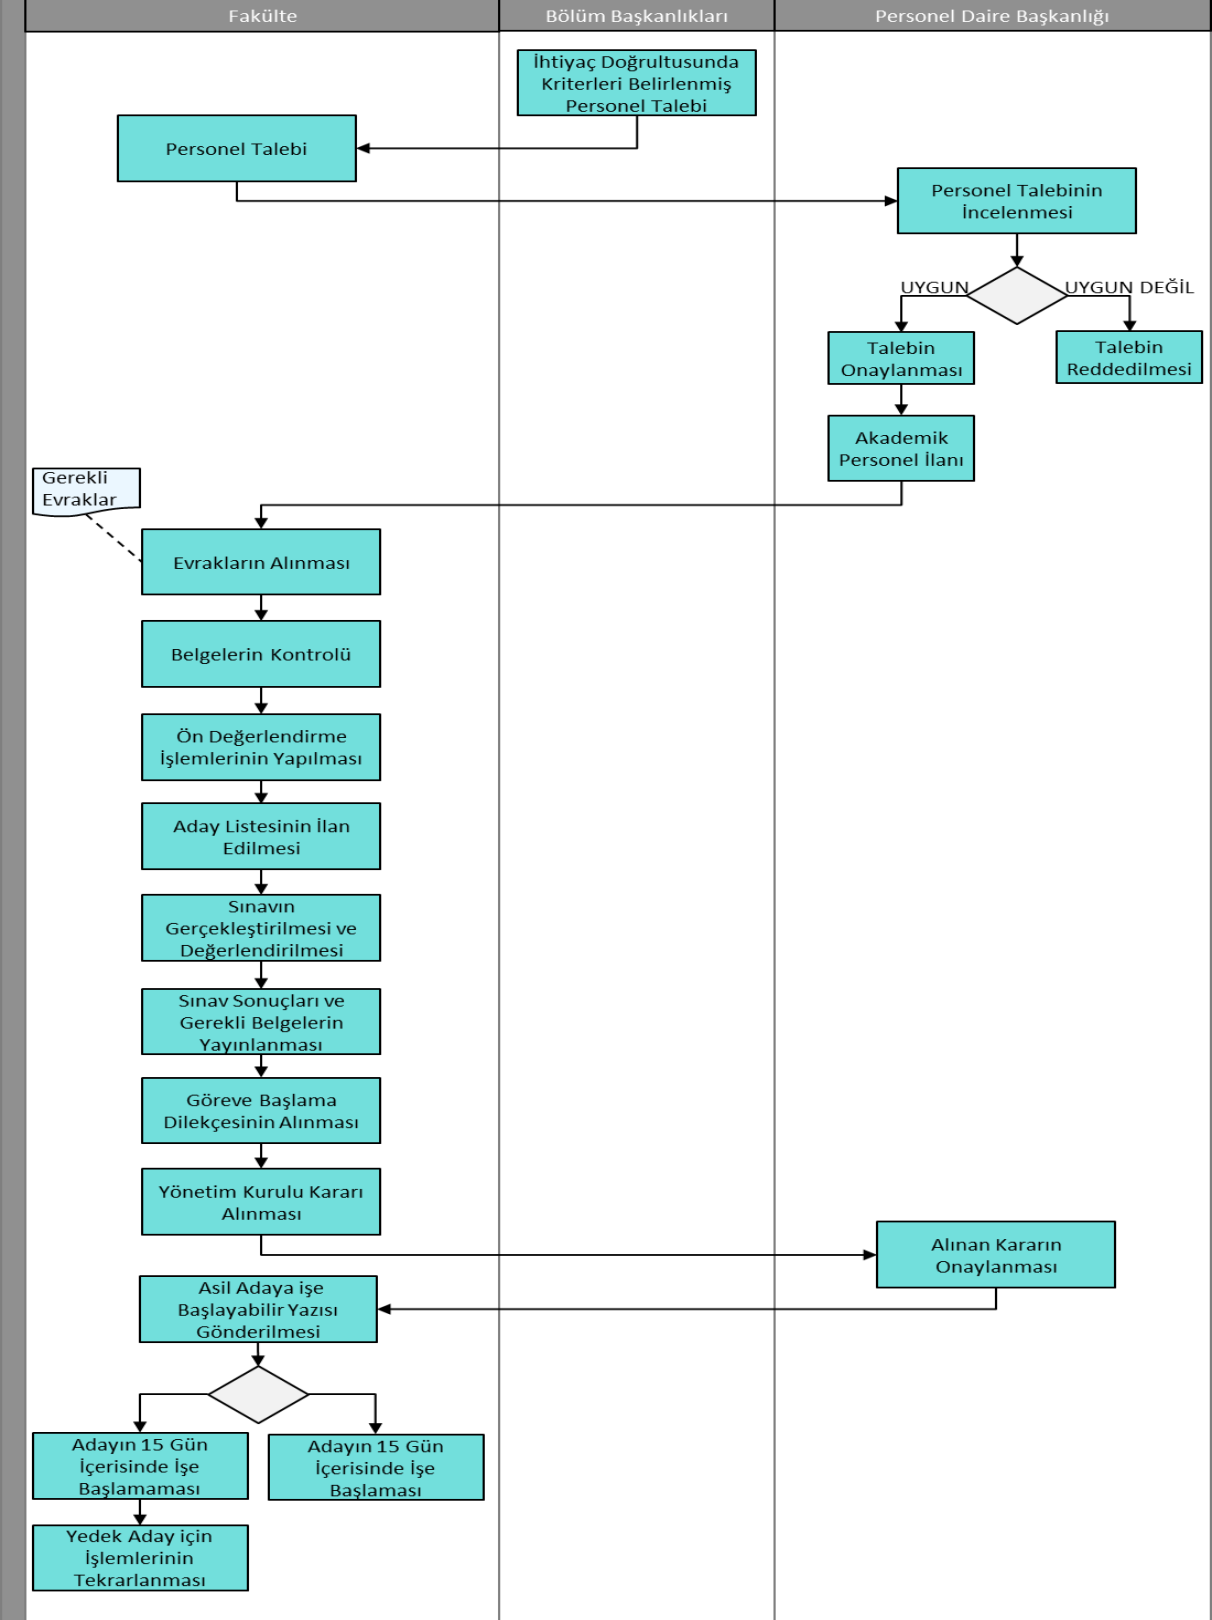 Fakülte
Bölüm Başkanlıkları
Personel Daire Başkanlığı
İhtiyaç Doğrultusunda
Kriterleri Belirlenmiş
Personel Talebi
Personel Talebi
Personel Talebinin
İncelenmesi
UYGUN
UYGUN DEĞİL
Talebin
Onaylanması
Talebin
Reddedilmesi
Akademik
Personel İlanı
Gerekli
Evraklar
Evrakların Alınması
Belgelerin Kontrolü
Ön Değerlendirme
İşlemlerinin Yapılması
Aday Listesinin İlan
Edilmesi
Sınavın
Gerçekleştirilmesi ve
Değerlendirilmesi
Sınav Sonuçları ve
Gerekli Belgelerin
Yayınlanması
Göreve Başlama
Dilekçesinin Alınması
Yönetim Kurulu Kararı
Alınması
Alınan Kararın
Onaylanması
Asil Adaya işe
Başlayabilir Yazısı
Gönderilmesi
Adayın 15 Gün
İçerisinde İşe
Başlamaması
Adayın 15 Gün
İçerisinde İşe
Başlaması
Yedek Aday için
İşlemlerinin
Tekrarlanması